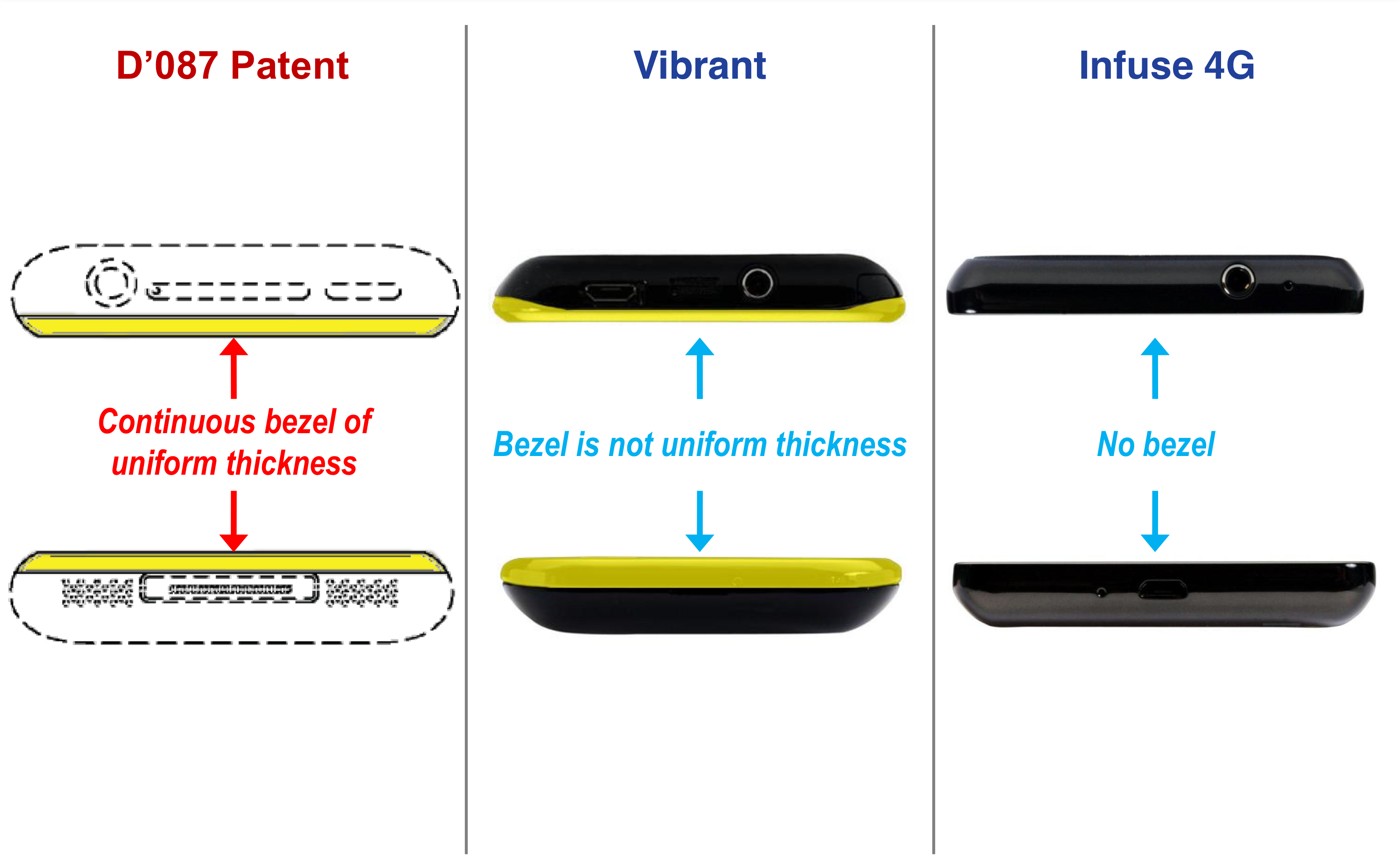 D’087 Patent
Vibrant
Infuse 4G
Continuous bezel of
uniform thickness
Bezel is not uniform thickness
No bezel